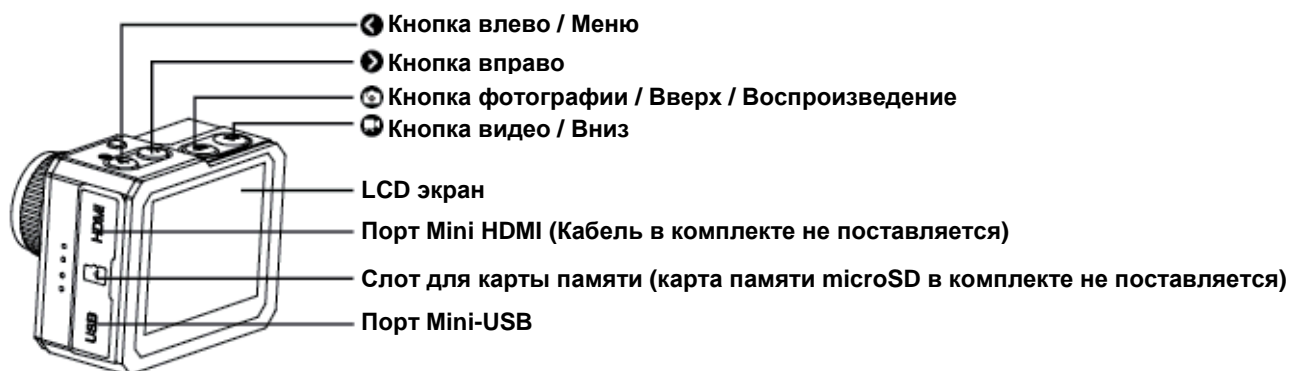 Кнопка влево / Меню
Кнопка вправо
Кнопка фотографии / Вверх / Воспроизведение
Кнопка видео / Вниз
LCD экран
Порт Mini HDMI (Кабель в комплекте не поставляется)
Слот для карты памяти (карта памяти microSD в комплекте не поставляется)
Порт Mini-USB
HDMI
USB